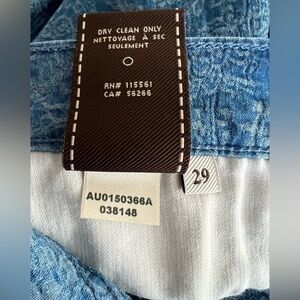 DRY CLEAN ONLY
NETTOYAGE À SEC
SEULEMENT
RN# 115561
CA# 56266
29
AU0150366A
038148